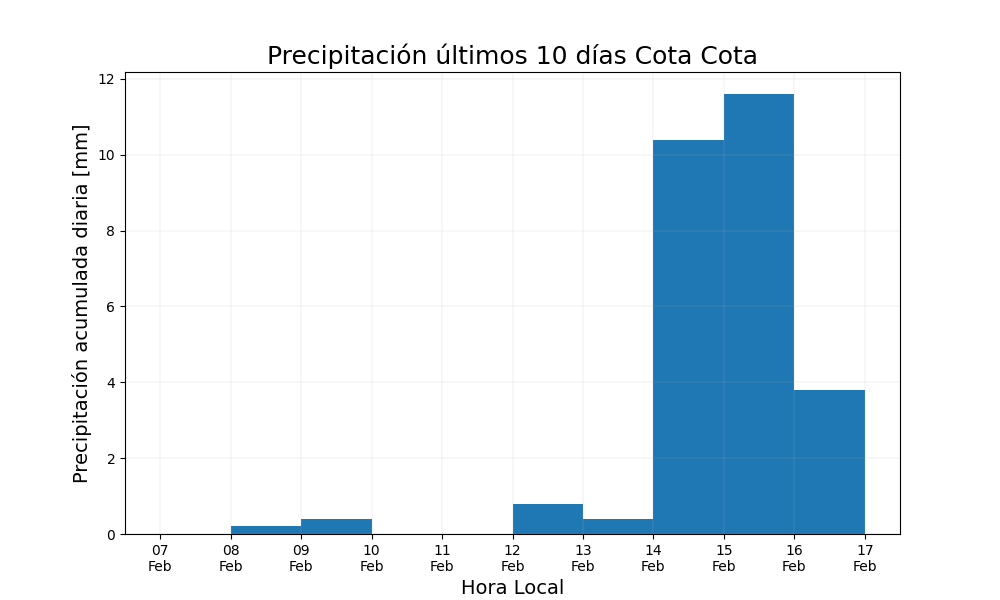 Precipitación últimos 10 días Cota Cota
Precipitación acumulada diaria [mm]
12
10
8
6
4
2
0
07 08 09 10 11 12 13 14 15 16 17
Feb Feb Feb Feb Feb Feb Feb Feb Feb Feb Feb
Hora Local